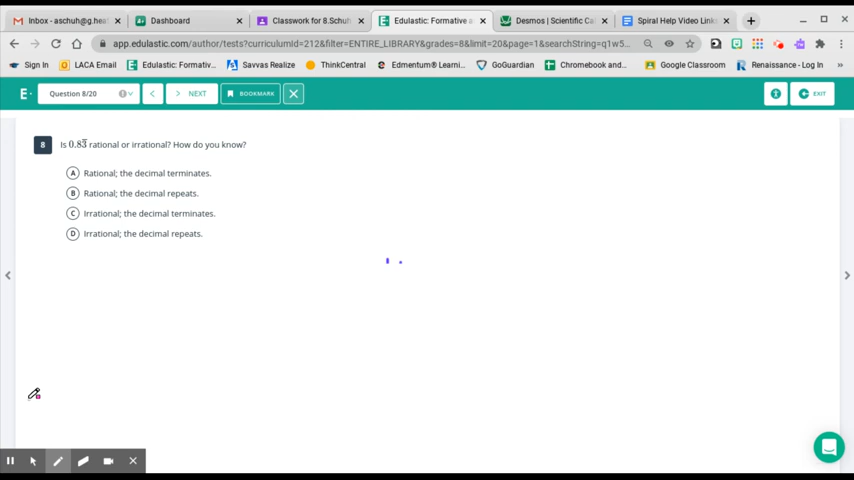 Inbox - aschuh@g.hea
Dashboard
Classwork for 8.Schuh
Edulastic: Formative a
Desmos | Scientific Ca
Spiral Help Video Link
app.edulastic.com/author/tests?curriculumId=212&filter=ENTIRE_LIBRARY&grades=8&limit=20&page=1&searchString=q1w5...
Sign In
LACA Email
Edulastic: Formativ...
Savvas Realize
ThinkCentral
Edmentum® Learni...
GoGuardian
Chromebook and...
Google Classroom
Renaissance - Log In
»
E
Question 8/20
NEXT
BOOKMARK
EXIT
8 Is 0.83̅ rational or irrational? How do you know?
A Rational; the decimal terminates.
B Rational; the decimal repeats.
C Irrational; the decimal terminates.
D Irrational; the decimal repeats.